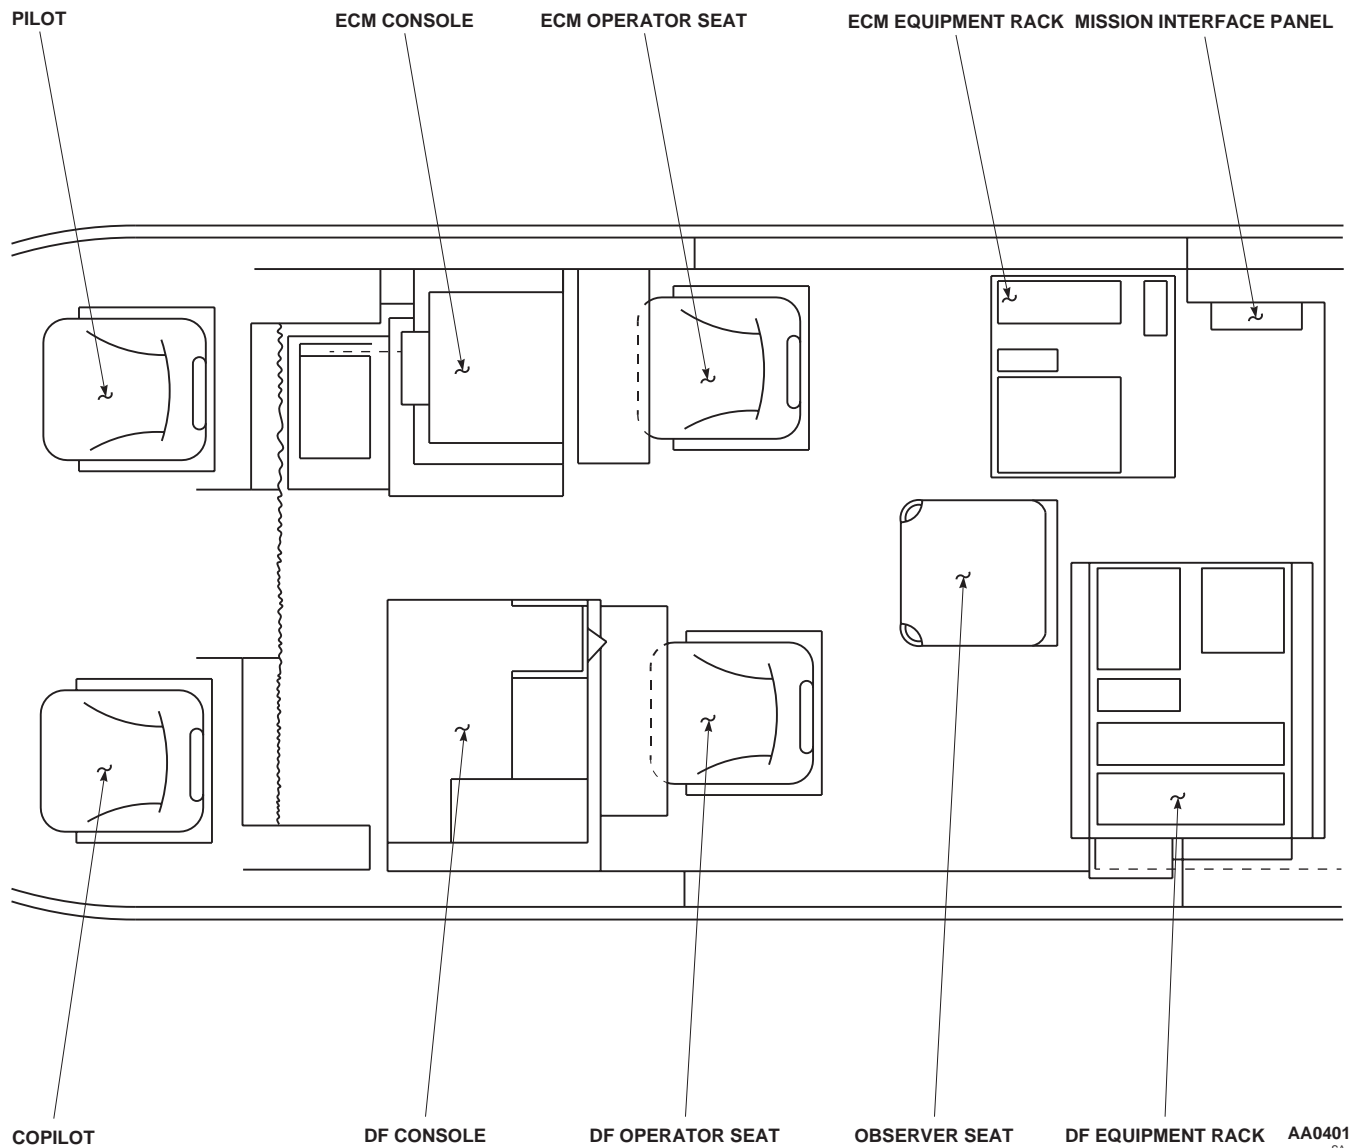 PILOT
ECM CONSOLE
ECM OPERATOR SEAT
ECM EQUIPMENT RACK
MISSION INTERFACE PANEL
COPILOT
DF CONSOLE
DF OPERATOR SEAT
OBSERVER SEAT
DF EQUIPMENT RACK
AA0401